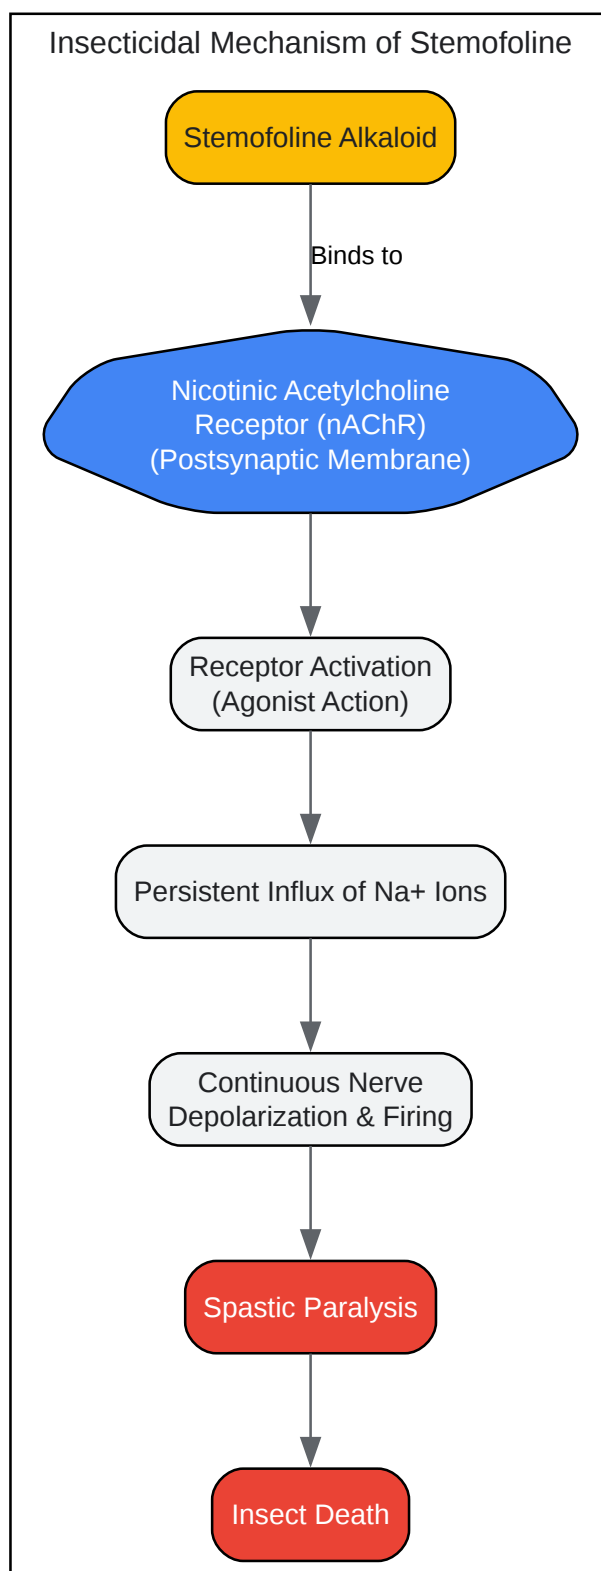 Insecticidal Mechanism of Stemofoline
Stemofoline Alkaloid
Binds to
Nicotinic Acetylcholine
Receptor (nAChR)
(Postsynaptic Membrane)
Receptor Activation
(Agonist Action)
Persistent Influx of Na+ Ions
Continuous Nerve
Depolarization & Firing
Spastic Paralysis
Insect Death